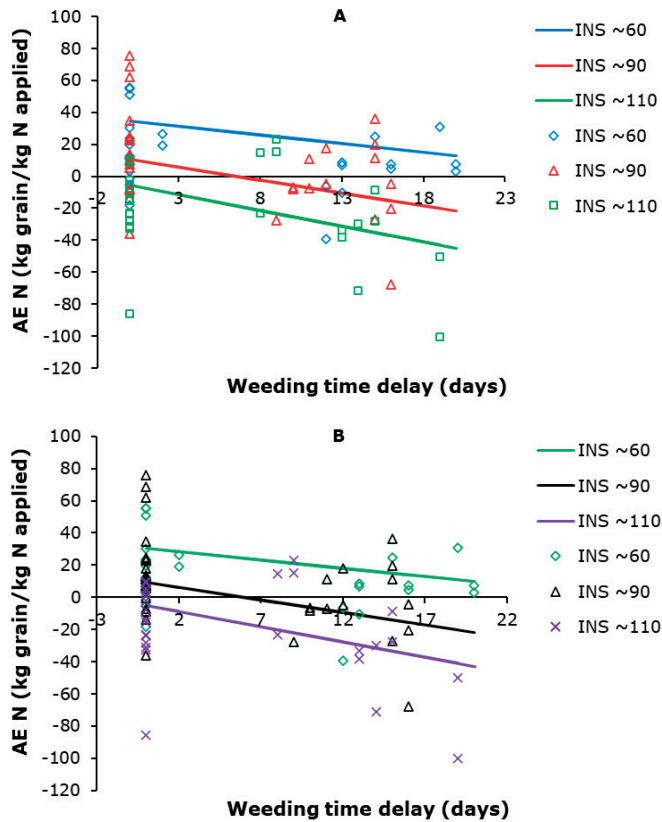 A
100
80
60
40
20
0
-20
-40
-60
-80
-100
-120
-2 3 8 13 18 23
AE N (kg grain/kg N applied)
Weeding time delay (days)
INS ~60
INS ~90
INS ~110
INS ~60
INS ~90
INS ~110
B
100
80
60
40
20
0
-20
-40
-60
-80
-100
-120
-3 2 7 12 17 22
AE N (kg grain/kg N applied)
Weeding time delay (days)
INS ~60
INS ~90
INS ~110
INS ~60
INS ~90
INS ~110